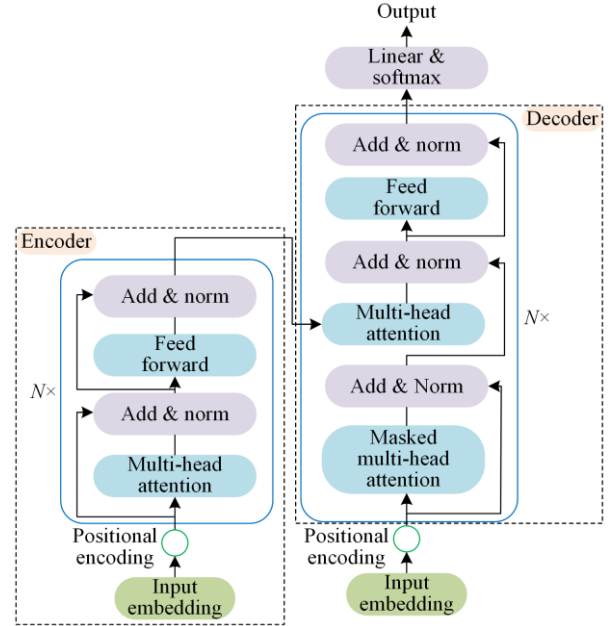 Output
Linear &
softmax
Decoder
Add & norm
Feed
forward
Add & norm
Multi-head
attention
N×
Add & Norm
Masked
multi-head
attention
Positional
encoding
Input
embedding
Encoder
Add & norm
Feed
forward
N×
Add & norm
Multi-head
attention
Positional
encoding
Input
embedding